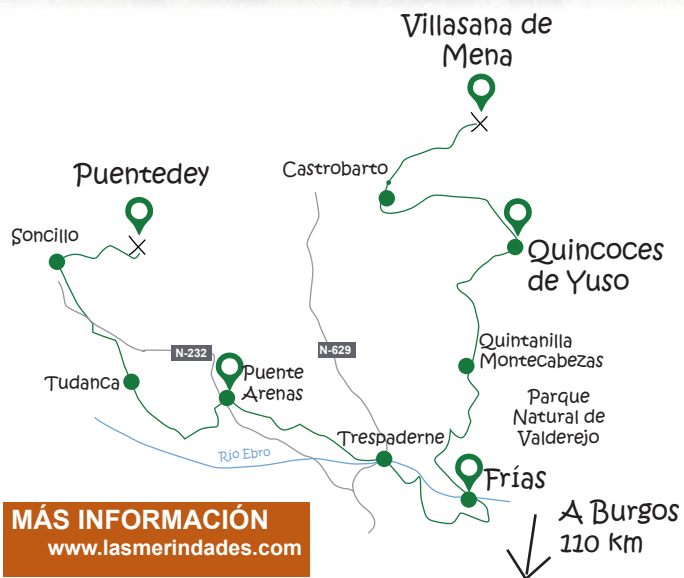 Villasana de
Mena
Castrobarto
Puentedey
Soncillo
Quincoces
de Yuso
N-232
N-629
Quintanilla
Montecabezas
Puente
Arenas
Tudanca
Parque
Natural de
Valderejo
Trespaderne
Río Ebro
Frías
A Burgos
110 km
MÁS INFORMACIÓN
www.lasmerindades.com